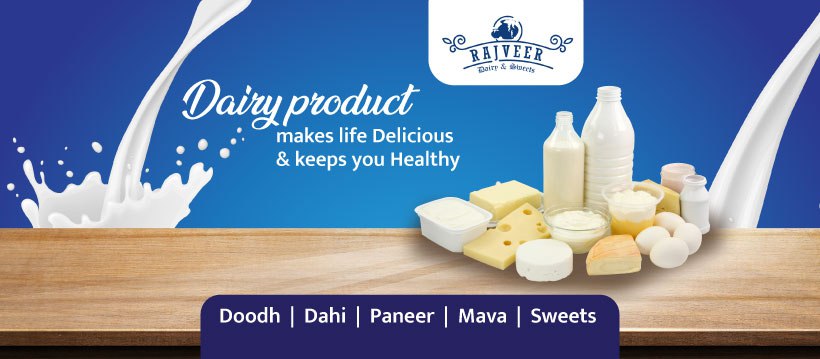 RAJVEER
Dairy & Sweets
Dairy product
makes life Delicious
& keeps you Healthy
Doodh | Dahi | Paneer | Mava | Sweets